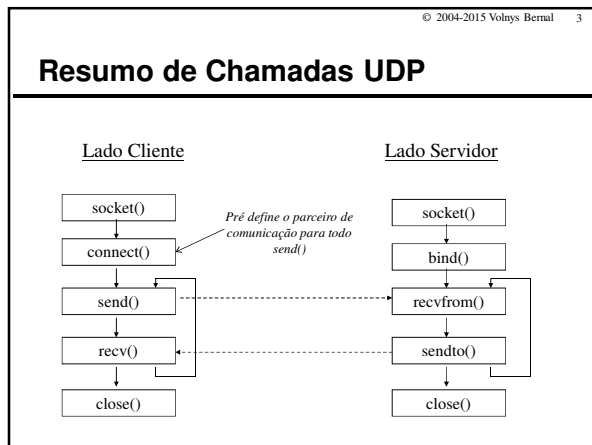 © 2004-2015 Volnys Bernal 3
Resumo de Chamadas UDP
Lado Cliente
socket()
connect()
send()
recv()
close()
Pré define o parceiro de
comunicação para todo
send()
Lado Servidor
socket()
bind()
recvfrom()
sendto()
close()